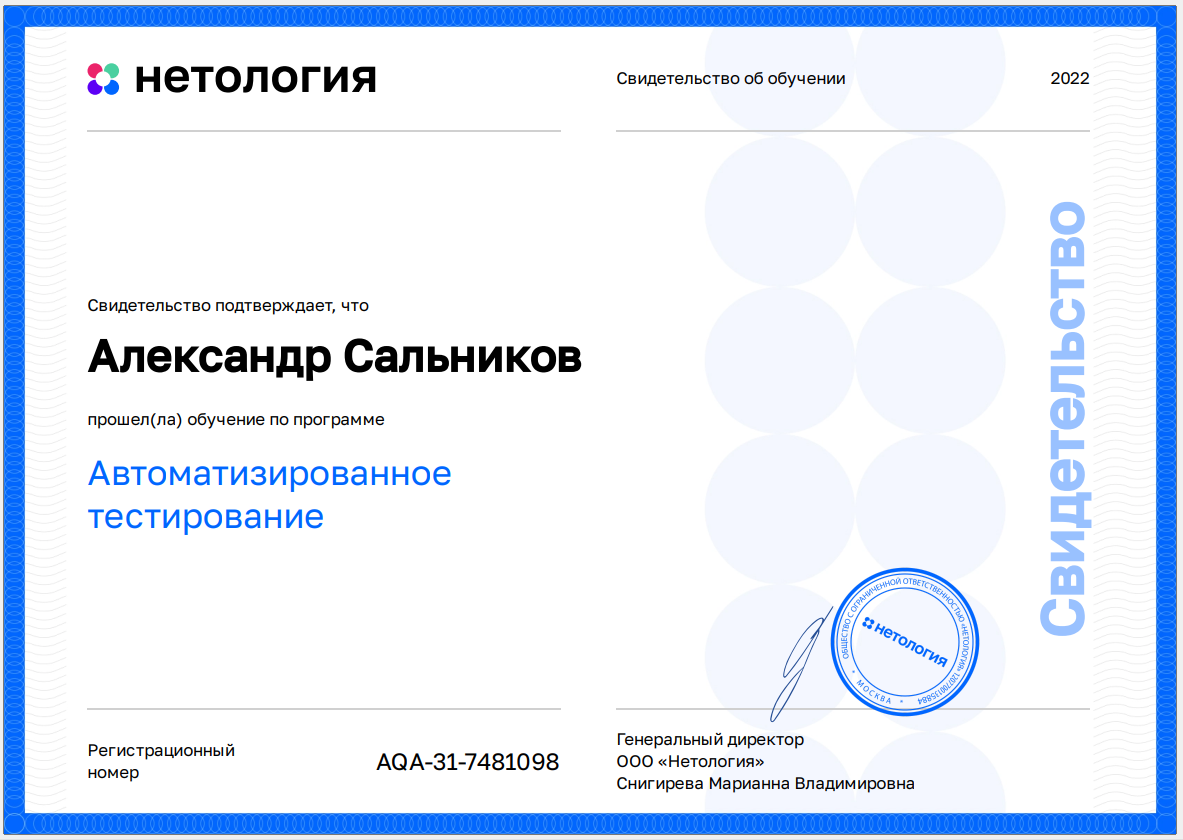 нетология
Свидетельство об обучении
2022
Свидетельство подтверждает, что
Александр Сальников
прошел(ла) обучение по программе
Автоматизированное
тестирование
Свидетельство
ОБЩЕСТВО С ОГРАНИЧЕННОЙ ОТВЕТСТВЕННОСТЬЮ «НЕТОЛОГИЯ» 1207700135884
нетология
* МОСКВА *
Регистрационный
номер
AQA-31-7481098
Генеральный директор
ООО «Нетология»
Снигирева Марианна Владимировна